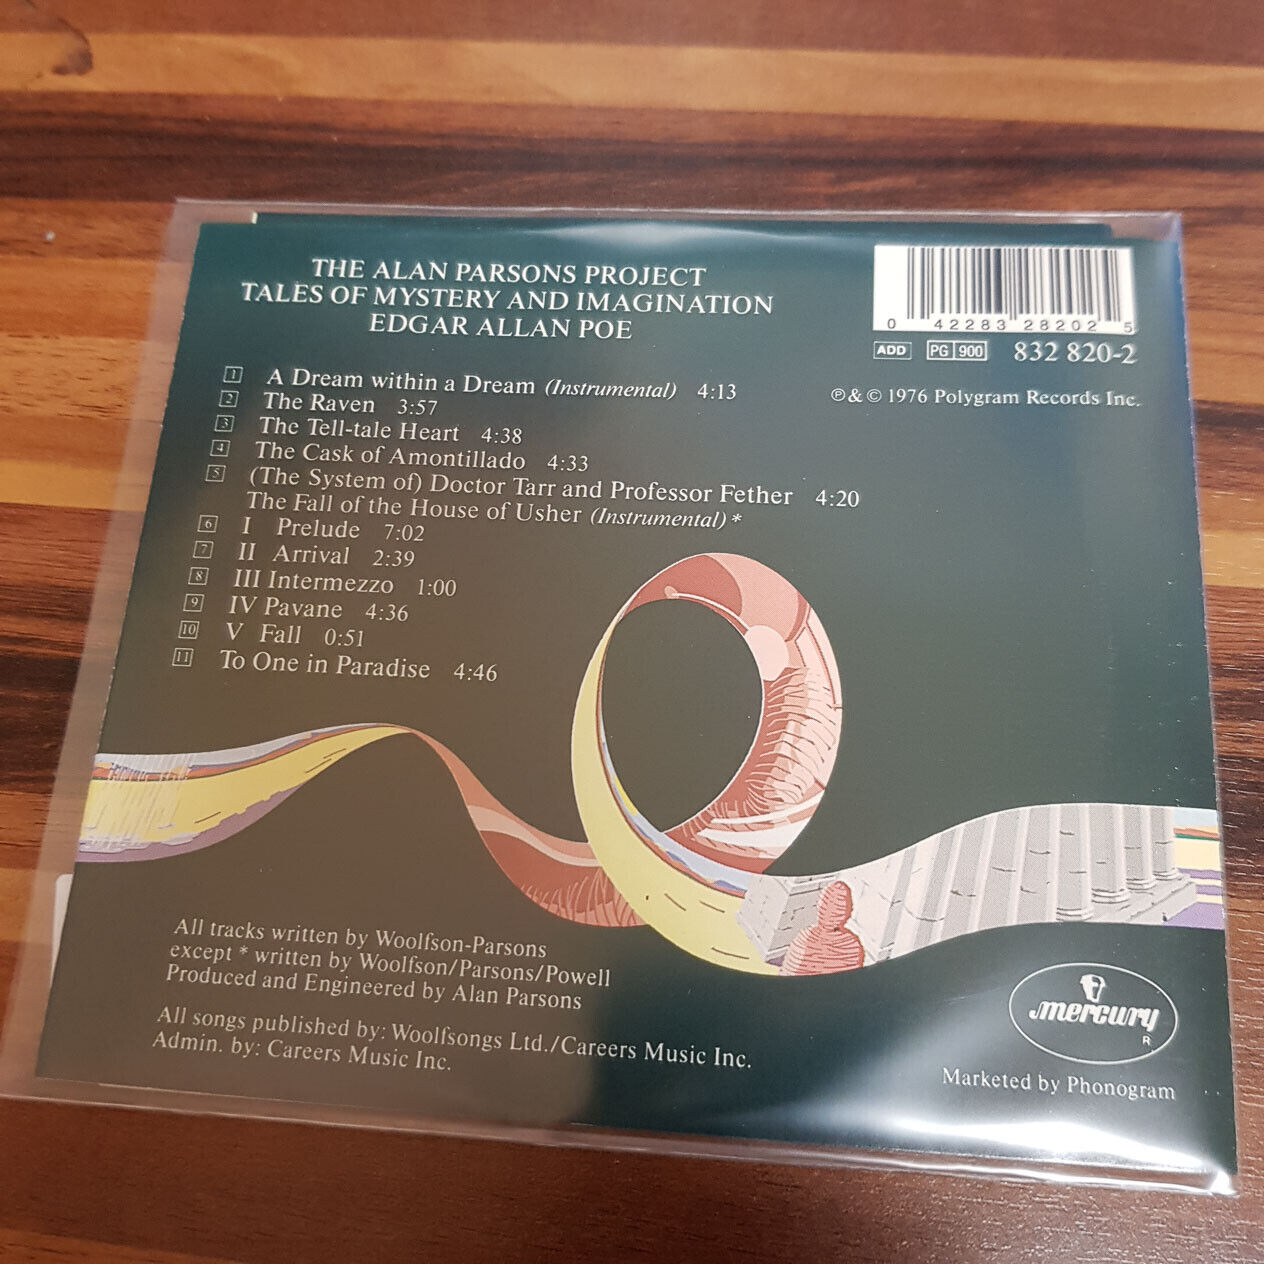 THE ALAN PARSONS PROJECT
TALES OF MYSTERY AND IMAGINATION
EDGAR ALLAN POE
0 42283 28202 5
ADD PG 900 832 820-2
℗ & © 1976 Polygram Records Inc.
1 A Dream within a Dream (Instrumental) 4:13
2 The Raven 3:57
3 The Tell-tale Heart 4:38
4 The Cask of Amontillado 4:33
5 (The System of) Doctor Tarr and Professor Fether 4:20
The Fall of the House of Usher (Instrumental) *
6 I Prelude 7:02
7 II Arrival 2:39
8 III Intermezzo 1:00
9 IV Pavane 4:36
10 V Fall 0:51
11 To One in Paradise 4:46
All tracks written by Woolfson-Parsons
except * written by Woolfson/Parsons/Powell
Produced and Engineered by Alan Parsons
All songs published by: Woolfsongs Ltd./Careers Music Inc.
Admin. by: Careers Music Inc.
mercury
R
Marketed by Phonogram